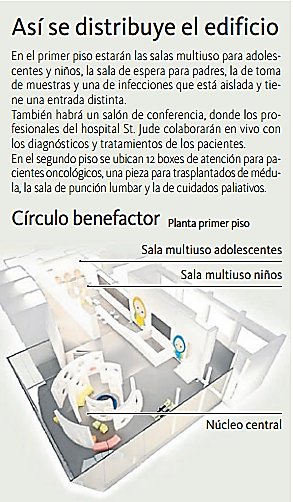 Así se distribuye el edificio
En el primer piso estarán las salas multiuso para adoles-
centes y niños, la sala de espera para padres, la de toma
de muestras y una de infecciones que está aislada y tie-
ne una entrada distinta.
También habrá un salón de conferencia, donde los pro-
fesionales del hospital St. Jude colaborarán en vivo con
los diagnósticos y tratamientos de los pacientes.
En el segundo piso se ubican 12 boxes de atención para pa-
cientes oncológicos, una pieza para trasplantados de médu-
la, la sala de punción lumbar y la de cuidados paliativos.
Círculo benefactor Planta primer piso
Sala multiuso adolescentes
Sala multiuso niños
Núcleo central